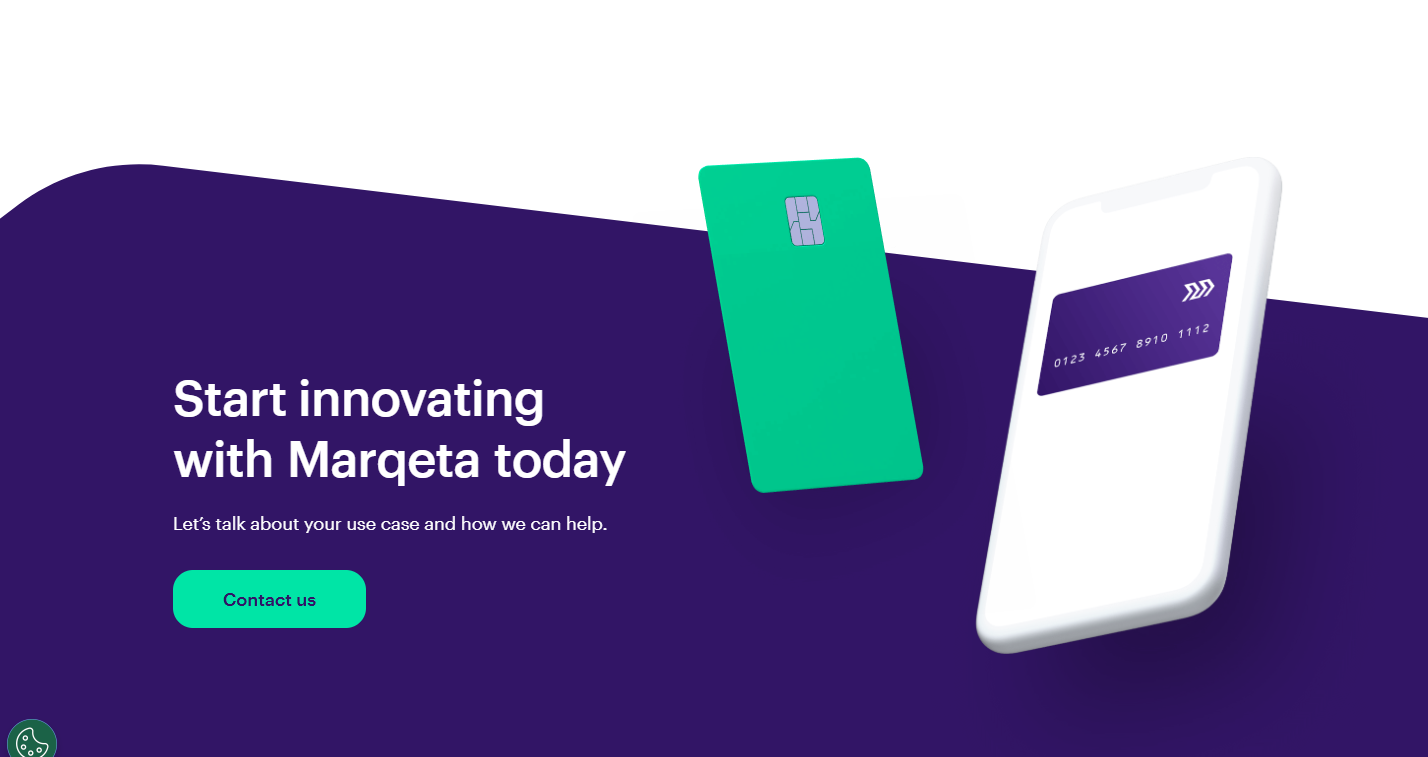 0123 4567 8910 1112
Start innovating
with Marqeta today
Let’s talk about your use case and how we can help.
Contact us